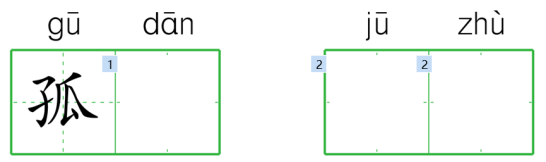 gū dān jū zhù
孤 1 2 2